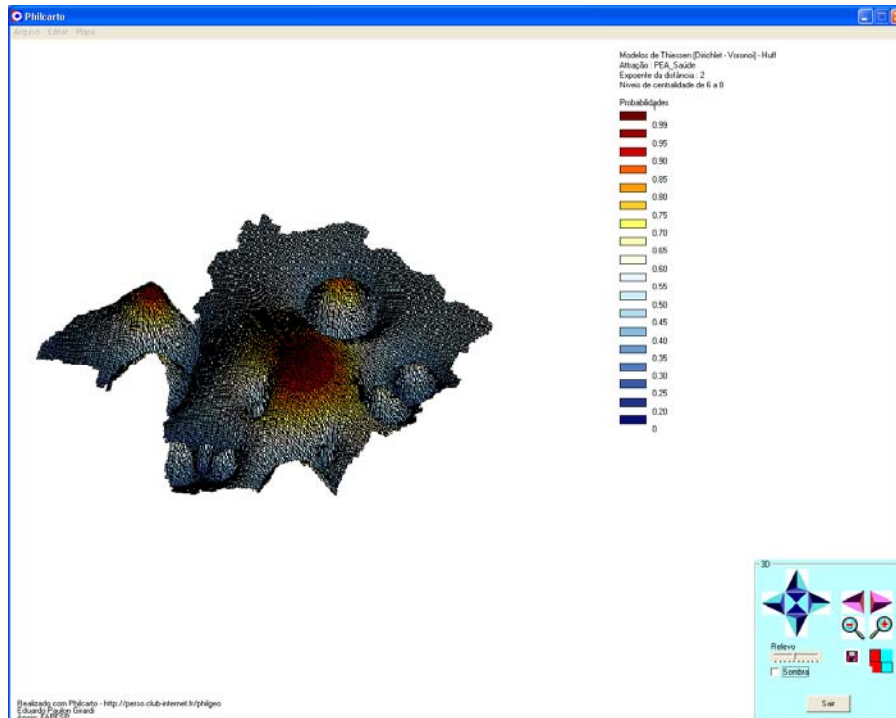 Philcarto
Arquivo Editar Mapa
Modelos de Thiessen (Dirichlet - Voronoi) - Huff
Attração : PEA_Saúde
Expoente da distância : 2
Níveis de centralidade de 6 a 8
Probabilidades
1
0.99
0.95
0.90
0.85
0.80
0.75
0.70
0.65
0.60
0.55
0.50
0.45
0.40
0.35
0.30
0.25
0.20
0
3D
Relevo
Sombra
Sair
Realizado com Philcarto - http://perso.club-internet.fr/philgeo
Eduardo Paulon Girardi
Apoio: FAPESP